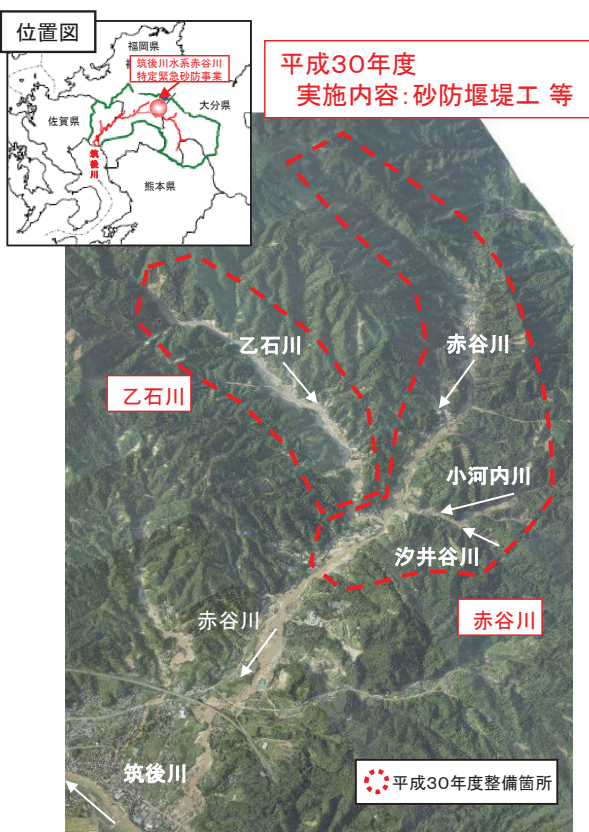 位置図
福岡県
筑後川水系赤谷川
特定緊急砂防事業
大分県
佐賀県
筑後川
熊本県
平成30年度
実施内容:砂防堰堤工 等
乙石川
赤谷川
乙石川
小河内川
汐井谷川
赤谷川
赤谷川
筑後川
平成30年度整備箇所